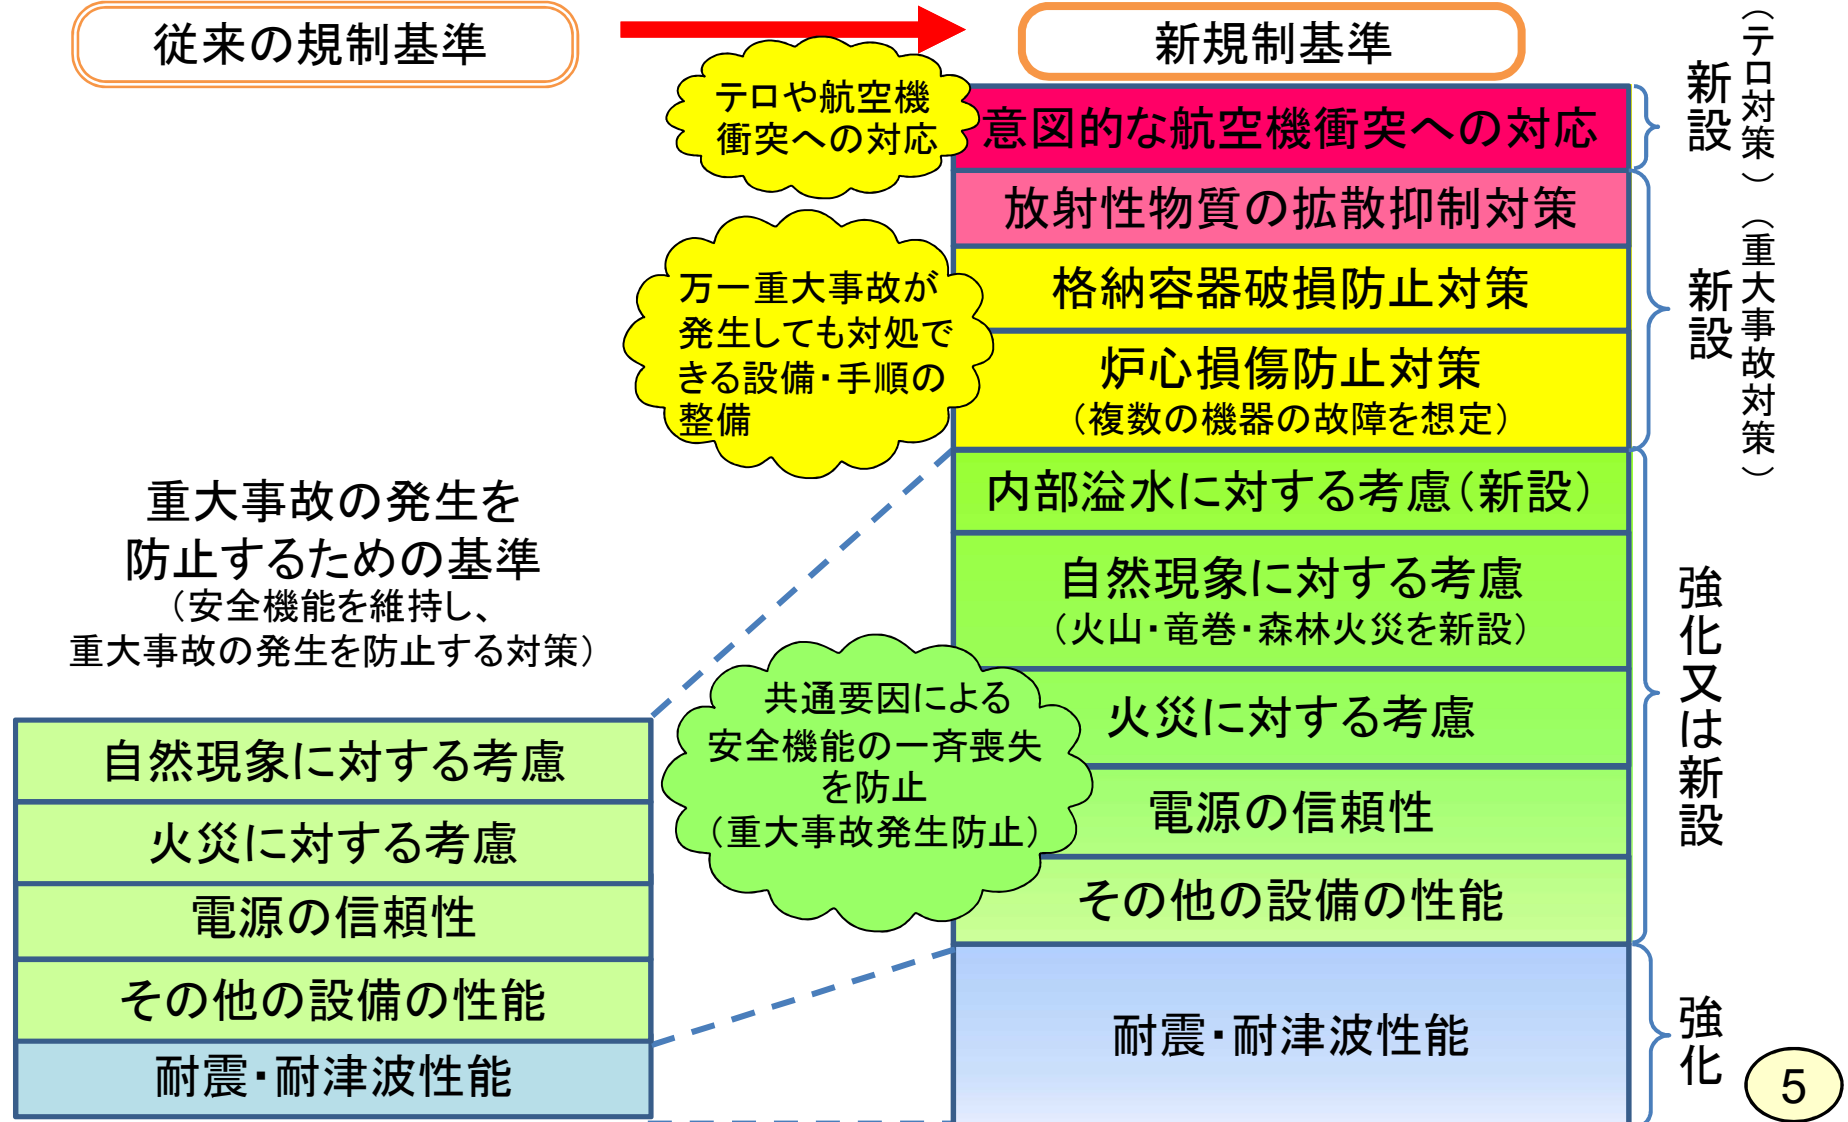 従来の規制基準
重大事故の発生を
防止するための基準
（安全機能を維持し、
重大事故の発生を防止する対策）
自然現象に対する考慮
火災に対する考慮
電源の信頼性
その他の設備の性能
耐震・耐津波性能
テロや航空機
衝突への対応
万一重大事故が
発生しても対処で
きる設備・手順の
整備
共通要因による
安全機能の一斉喪失
を防止
（重大事故発生防止）
新規制基準
意図的な航空機衝突への対応
放射性物質の拡散抑制対策
格納容器破損防止対策
炉心損傷防止対策
（複数の機器の故障を想定）
内部溢水に対する考慮（新設）
自然現象に対する考慮
（火山・竜巻・森林火災を新設）
火災に対する考慮
電源の信頼性
その他の設備の性能
耐震・耐津波性能
（テロ対策）
新設
（重大事故対策）
新設
強化又は新設
強化
5